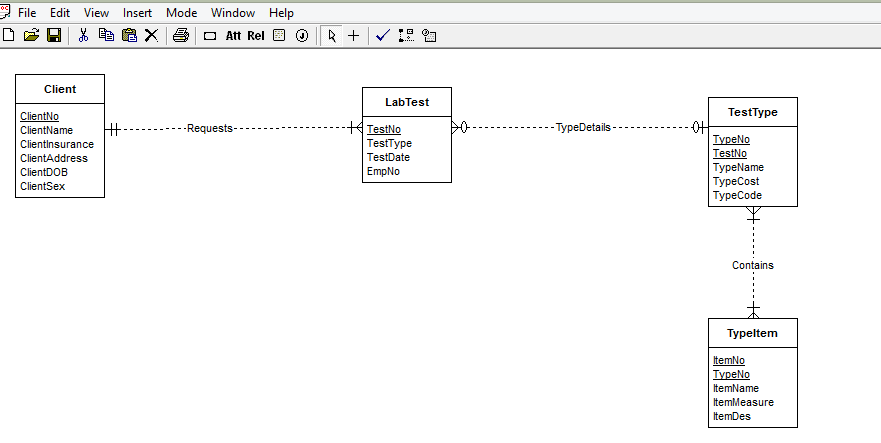 File Edit View Insert Mode Window Help
Att Rel
Client
ClientNo
ClientName
ClientInsurance
ClientAddress
ClientDOB
ClientSex
Requests
LabTest
TestNo
TestType
TestDate
EmpNo
TypeDetails
TestType
TypeNo
TestNo
TypeName
TypeCost
TypeCode
Contains
TypeItem
ItemNo
TypeNo
ItemName
ItemMeasure
ItemDes